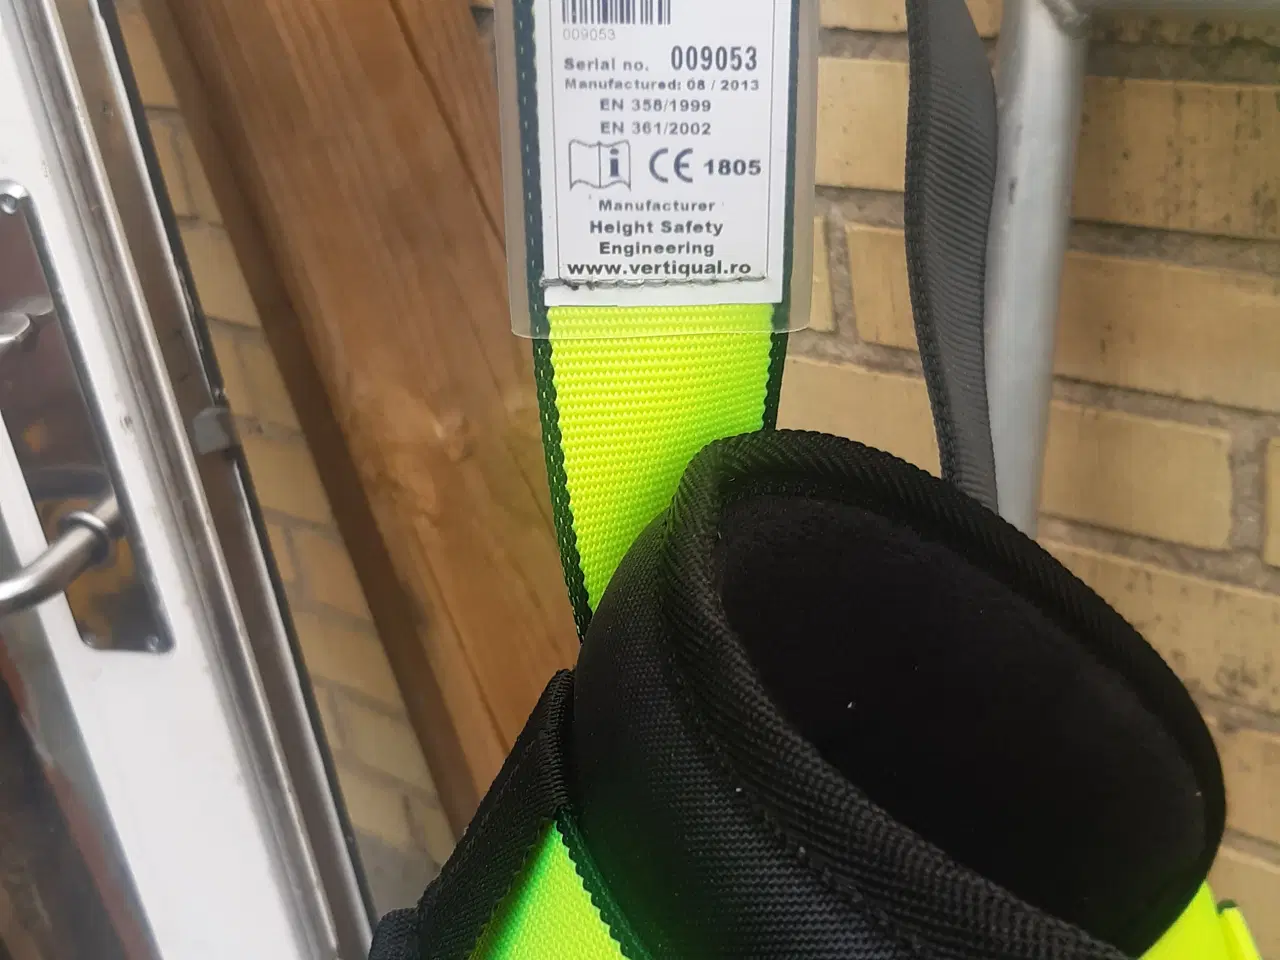 009053
Serial no. 009053
Manufactured: 08 / 2013
EN 358/1999
EN 361/2002
i CE 1805
Manufacturer
Height Safety
Engineering
www.vertiqual.ro